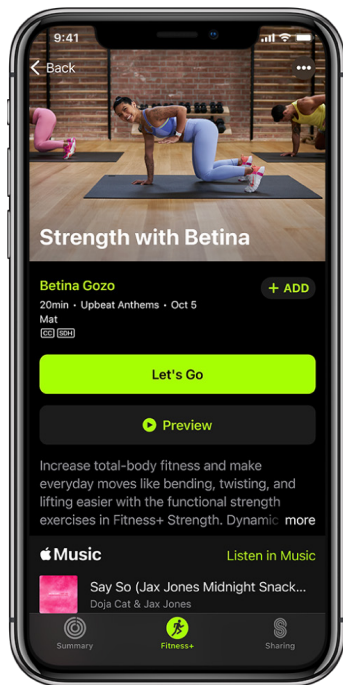 9:41
Back
Strength with Betina
Betina Gozo
+ ADD
20min • Upbeat Anthems • Oct 5
Mat
CC SDH
Let's Go
Preview
Increase total-body fitness and make
everyday moves like bending, twisting, and
lifting easier with the functional strength
exercises in Fitness+ Strength. Dynamic more
Music
Listen in Music
Say So (Jax Jones Midnight Snack...
Doja Cat & Jax Jones
Summary
Fitness+
Sharing